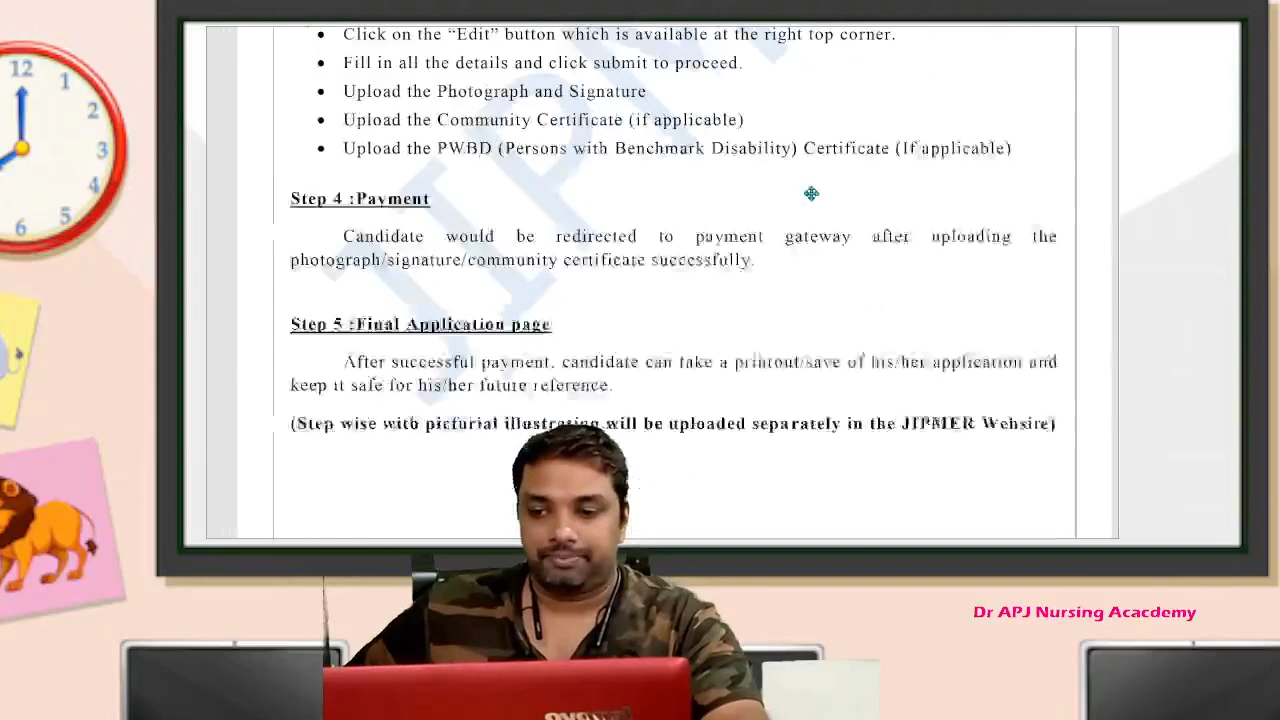 • Click on the “Edit” button which is available at the right top corner.
• Fill in all the details and click submit to proceed.
• Upload the Photograph and Signature
• Upload the Community Certificate (if applicable)
• Upload the PWBD (Persons with Benchmark Disability) Certificate (If applicable)
Step 4 :Payment
Candidate would be redirected to payment gateway after uploading the
photograph/signature/community certificate successfully.
Step 5 :Final Application page
After successful payment, candidate can take a printout/save of his/her application and
keep it safe for his/her future reference.
(Step wise with will be uploaded separately in the JIPMER Website)
12
1
2
3
4
5
6
Dr APJ Nursing Acacdemy